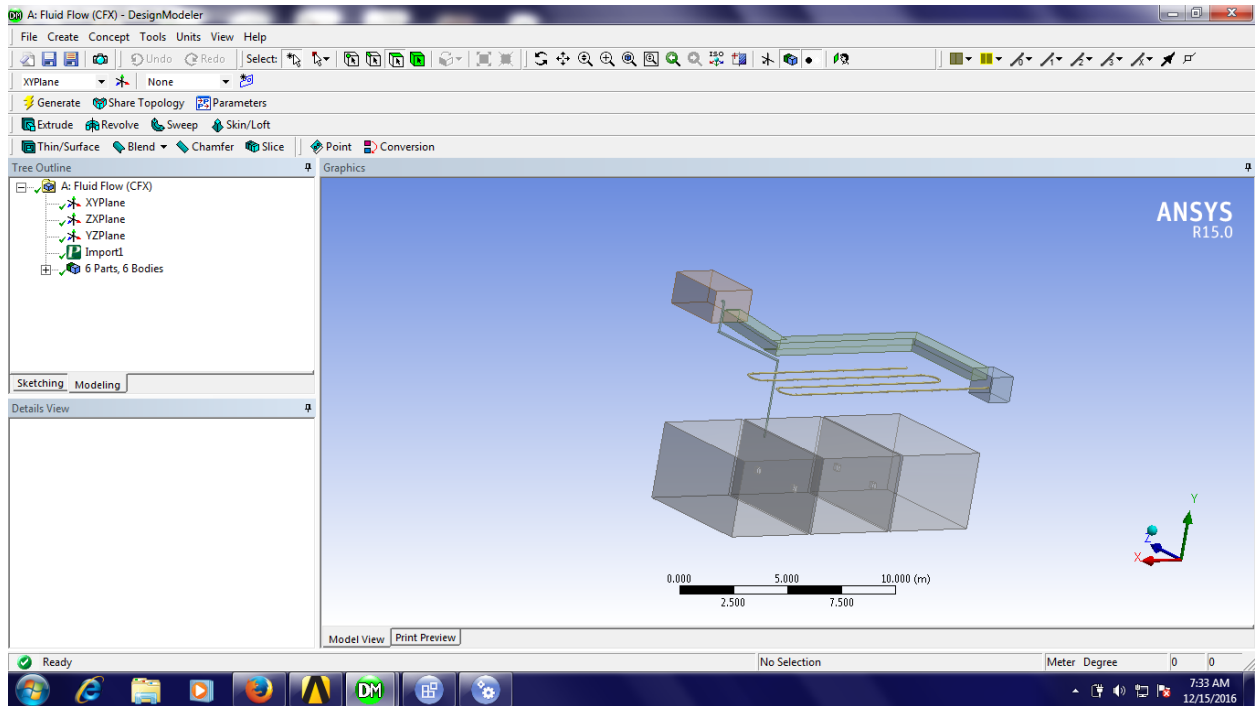 A: Fluid Flow (CFX) - DesignModeler
File Create Concept Tools Units View Help
Undo Redo Select:
XYPlane None
Generate Share Topology Parameters
Extrude Revolve Sweep Skin/Loft
Thin/Surface Blend Chamfer Slice Point Conversion
Tree Outline
A: Fluid Flow (CFX)
XYPlane
ZXPlane
YZPlane
Import1
6 Parts, 6 Bodies
Sketching Modeling
Details View
Graphics
ANSYS
R15.0
Y
Z
X
0.000 5.000 10.000 (m)
2.500 7.500
Model View Print Preview
Ready No Selection Meter Degree 0 0
DM
7:33 AM
12/15/2016